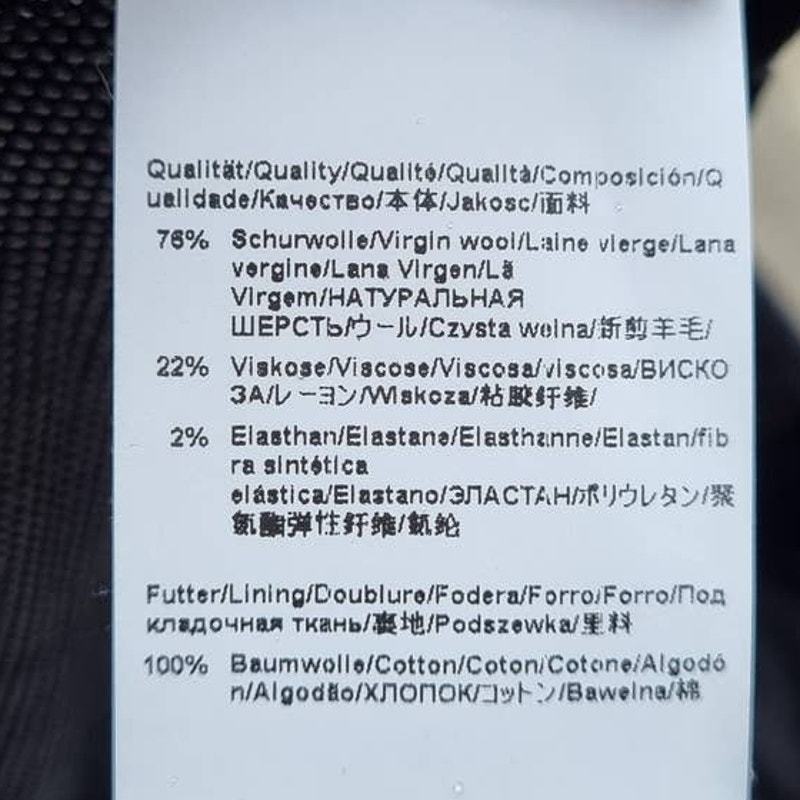 Qualität/Quality/Qualité/Qualità/Composición/Q
ualidade/Качество/本体/Jakosc/面料
76% Schurwolle/Virgin wool/Laine vierge/Lana
vergine/Lana Virgen/Lã
Virgem/НАТУРАЛЬНАЯ
ШЕРСТЬ/ウール/Czysta welna/新剪羊毛/
22% Viskose/Viscose/Viscosa/viscosa/ВИСКО
ЗА/レーヨン/Wiskoza/粘胶纤维/
2% Elasthan/Elastane/Elasthanne/Elastan/fib
ra sintética
elástica/Elastano/ЭЛАСТАН/ポリウレタン/聚
氨酯弹性纤维/氨纶
Futter/Lining/Doublure/Fodera/Forro/Forro/Под
кладочная ткань/裏地/Podszewka/里料
100% Baumwolle/Cotton/Coton/Cotone/Algodó
n/Algodão/ХЛОПОК/コットン/Bawelna/棉